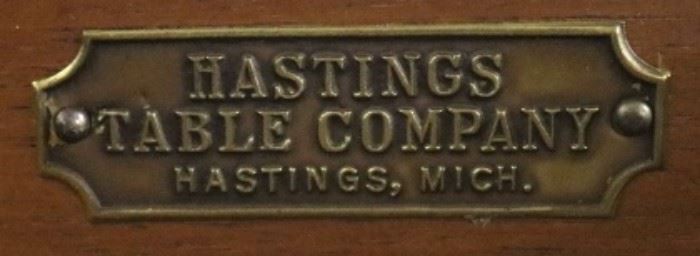 HASTINGS
TABLE COMPANY
HASTINGS, MICH.